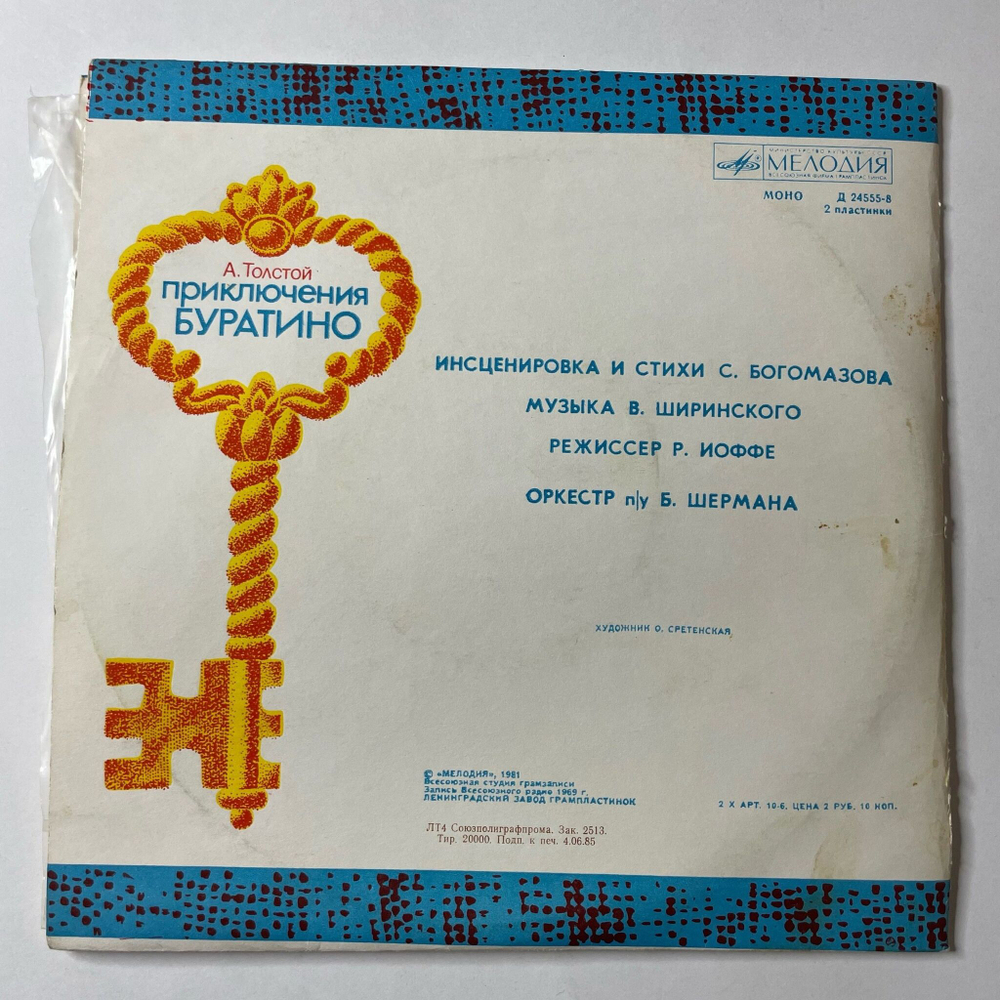 МИНИСТЕРСТВО КУЛЬТУРЫ СССР
МЕЛОДИЯ
ВСЕСОЮЗНАЯ ФИРМА ГРАМПЛАСТИНОК
МОНО Д 24555-8
2 пластинки
А. Толстой
приключения
БУРАТИНО
ИНСЦЕНИРОВКА И СТИХИ С. БОГОМАЗОВА
МУЗЫКА В. ШИРИНСКОГО
РЕЖИССЕР Р. ИОФФЕ
ОРКЕСТР п/у Б. ШЕРМАНА
ХУДОЖНИК О. СРЕТЕНСКАЯ
© «МЕЛОДИЯ», 1981
Всесоюзная студия грамзаписи
Запись Всесоюзного радио 1969 г.
ЛЕНИНГРАДСКИЙ ЗАВОД ГРАМПЛАСТИНОК
2 Х АРТ. 10-6. ЦЕНА 2 РУБ. 10 КОП.
ЛТ4 Союзполиграфпрома. Зак. 2513.
Тир. 20000. Подп. к печ. 4.06.85